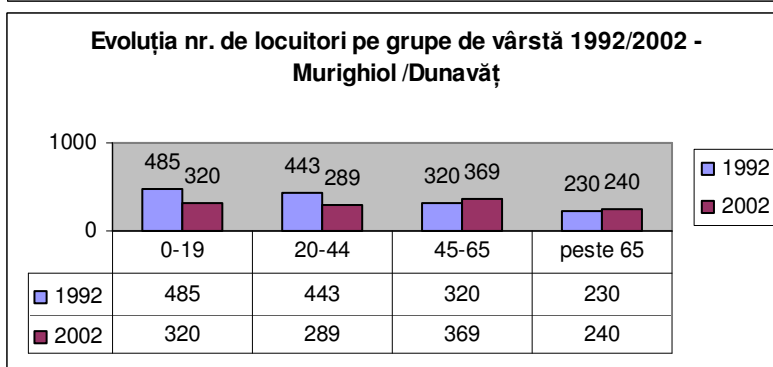 Evoluția nr. de locuitori pe grupe de vârstă 1992/2002 -
Murighiol /Dunavăț
1000
0
485 320 443 289 320 369 230 240
1992
2002
0-19 20-44 45-65 peste 65
1992 485 443 320 230
2002 320 289 369 240